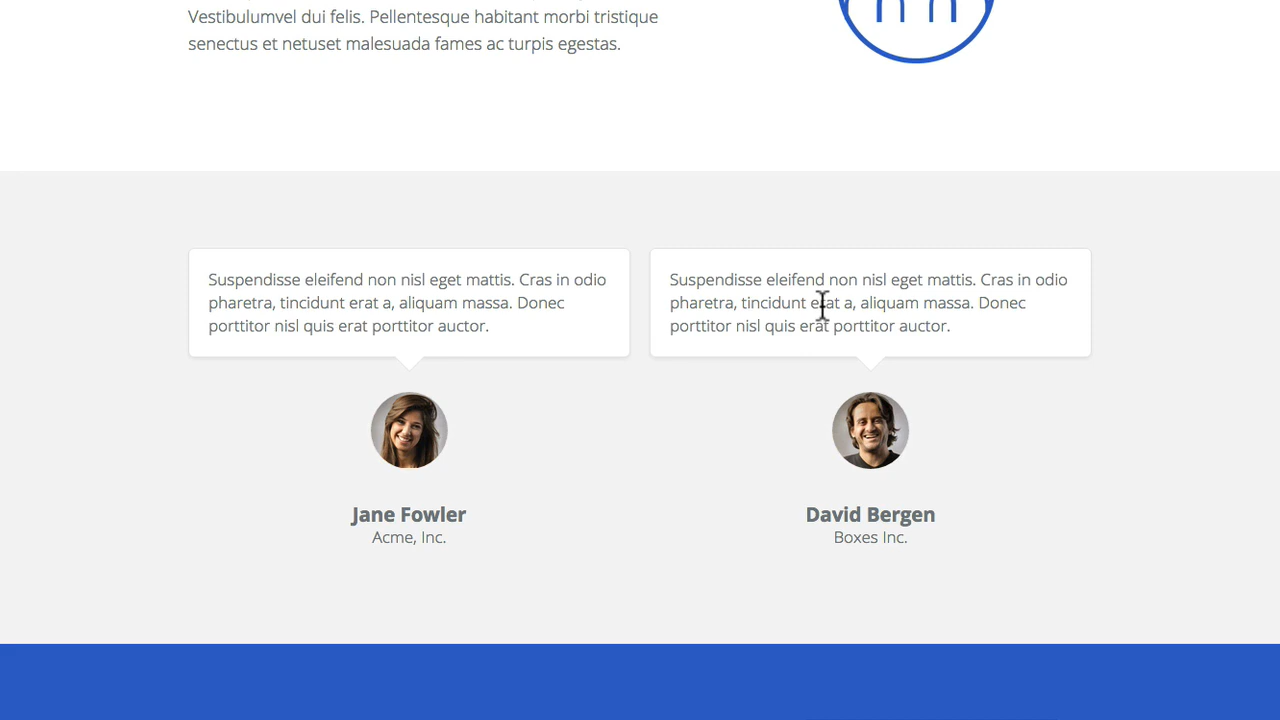 Vestibulumvel dui felis. Pellentesque habitant morbi tristique
senectus et netuset malesuada fames ac turpis egestas.
Suspendisse eleifend non nisl eget mattis. Cras in odio
pharetra, tincidunt erat a, aliquam massa. Donec
porttitor nisl quis erat porttitor auctor.
Jane Fowler
Acme, Inc.
Suspendisse eleifend non nisl eget mattis. Cras in odio
pharetra, tincidunt erat a, aliquam massa. Donec
porttitor nisl quis erat porttitor auctor.
David Bergen
Boxes Inc.